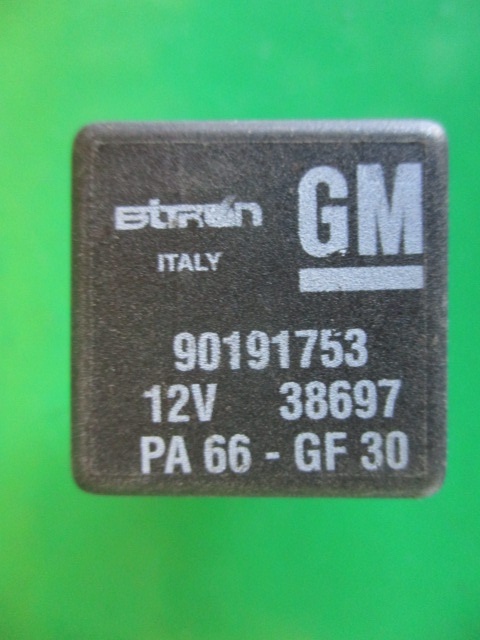 Bitron
GM
ITALY
90191753
12V 38697
PA 66 - GF 30